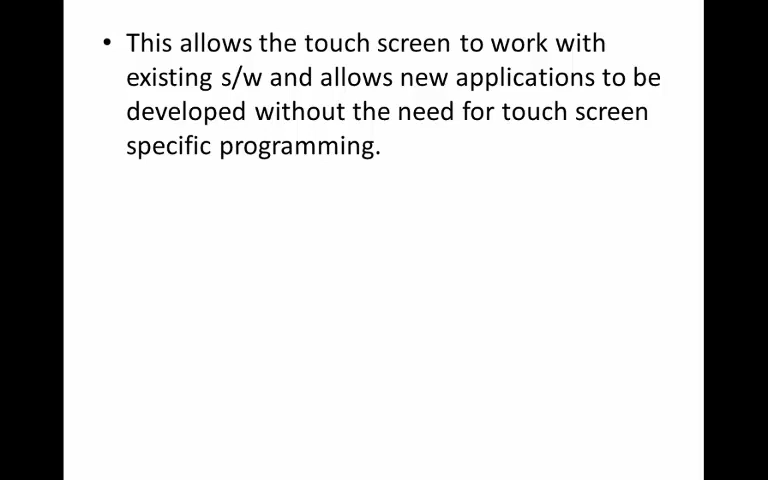 • This allows the touch screen to work with
existing s/w and allows new applications to be
developed without the need for touch screen
specific programming.